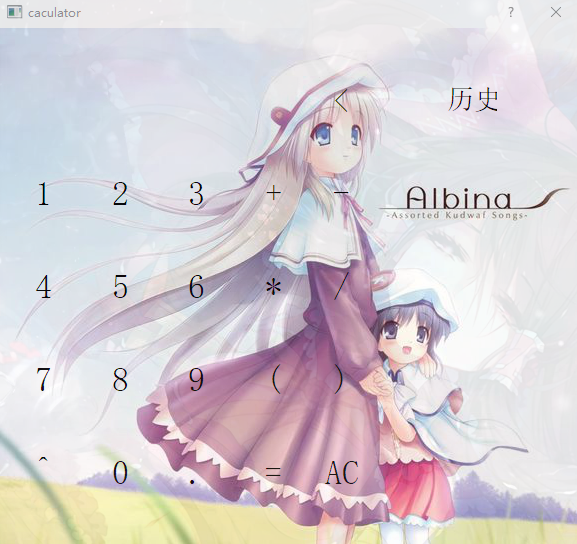 caculator ?
< 历史
1 2 3 + -
Albina
-Assorted Kudwaf Songs-
4 5 6 * /
7 8 9 ( )
^ 0 . = AC